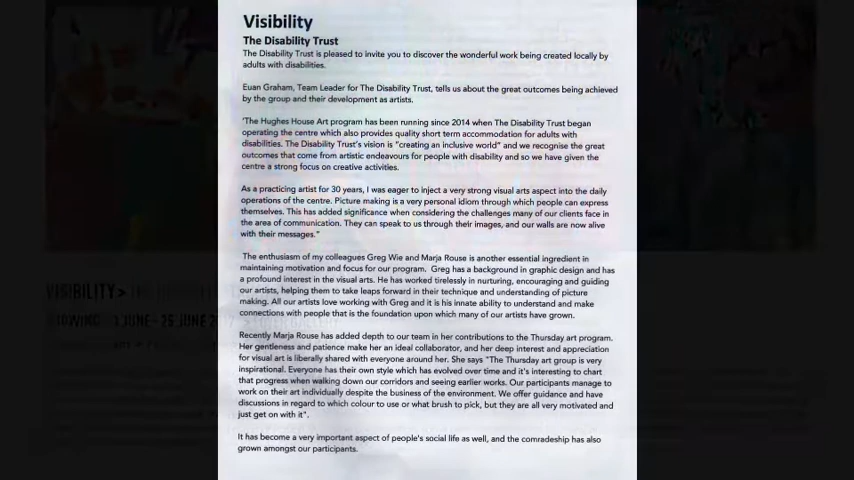 Visibility
The Disability Trust
The Disability Trust is pleased to invite you to discover the wonderful work being created locally by
adults with disabilities.
Euan Graham, Team Leader for The Disability Trust, tells us about the great outcomes being achieved
by the group and their development as artists.
'The Hughes House Art program has been running since 2014 when The Disability Trust began
operating the centre which also provides quality short term accommodation for adults with
disabilities. The Disability Trust's vision is "creating an inclusive world" and we recognise the great
outcomes that come from artistic endeavours for people with disability and so we have given the
centre a strong focus on creative activities.
As a practicing artist for 30 years, I was eager to inject a very strong visual arts aspect into the daily
operations of the centre. Picture making is a very personal idiom through which people can express
themselves. This has added significance when considering the challenges many of our clients face in
the area of communication. They can speak to us through their images, and our walls are now alive
with their messages."
The enthusiasm of my colleagues Greg Wie and Marja Rouse is another essential ingredient in
maintaining motivation and focus for our program. Greg has a background in graphic design and has
a profound interest in the visual arts. He has worked tirelessly in nurturing, encouraging and guiding
our artists, helping them to take leaps forward in their technique and understanding of picture
making. All our artists love working with Greg and it is his innate ability to understand and make
connections with people that is the foundation upon which many of our artists have grown.
Recently Marja Rouse has added depth to our team in her contributions to the Thursday art program.
Her gentleness and patience make her an ideal collaborator, and her deep interest and appreciation
for visual art is liberally shared with everyone around her. She says "The Thursday art group is very
inspirational. Everyone has their own style which has evolved over time and it's interesting to chart
that progress when walking down our corridors and seeing earlier works. Our participants manage to
work on their art individually despite the business of the environment. We offer guidance and have
discussions in regard to which colour to use or what brush to pick, but they are all very motivated and
just get on with it".
It has become a very important aspect of people's social life as well, and the comradeship has also
grown amongst our participants.
VISIBILITY> THE
JUNE- 25 JUNE